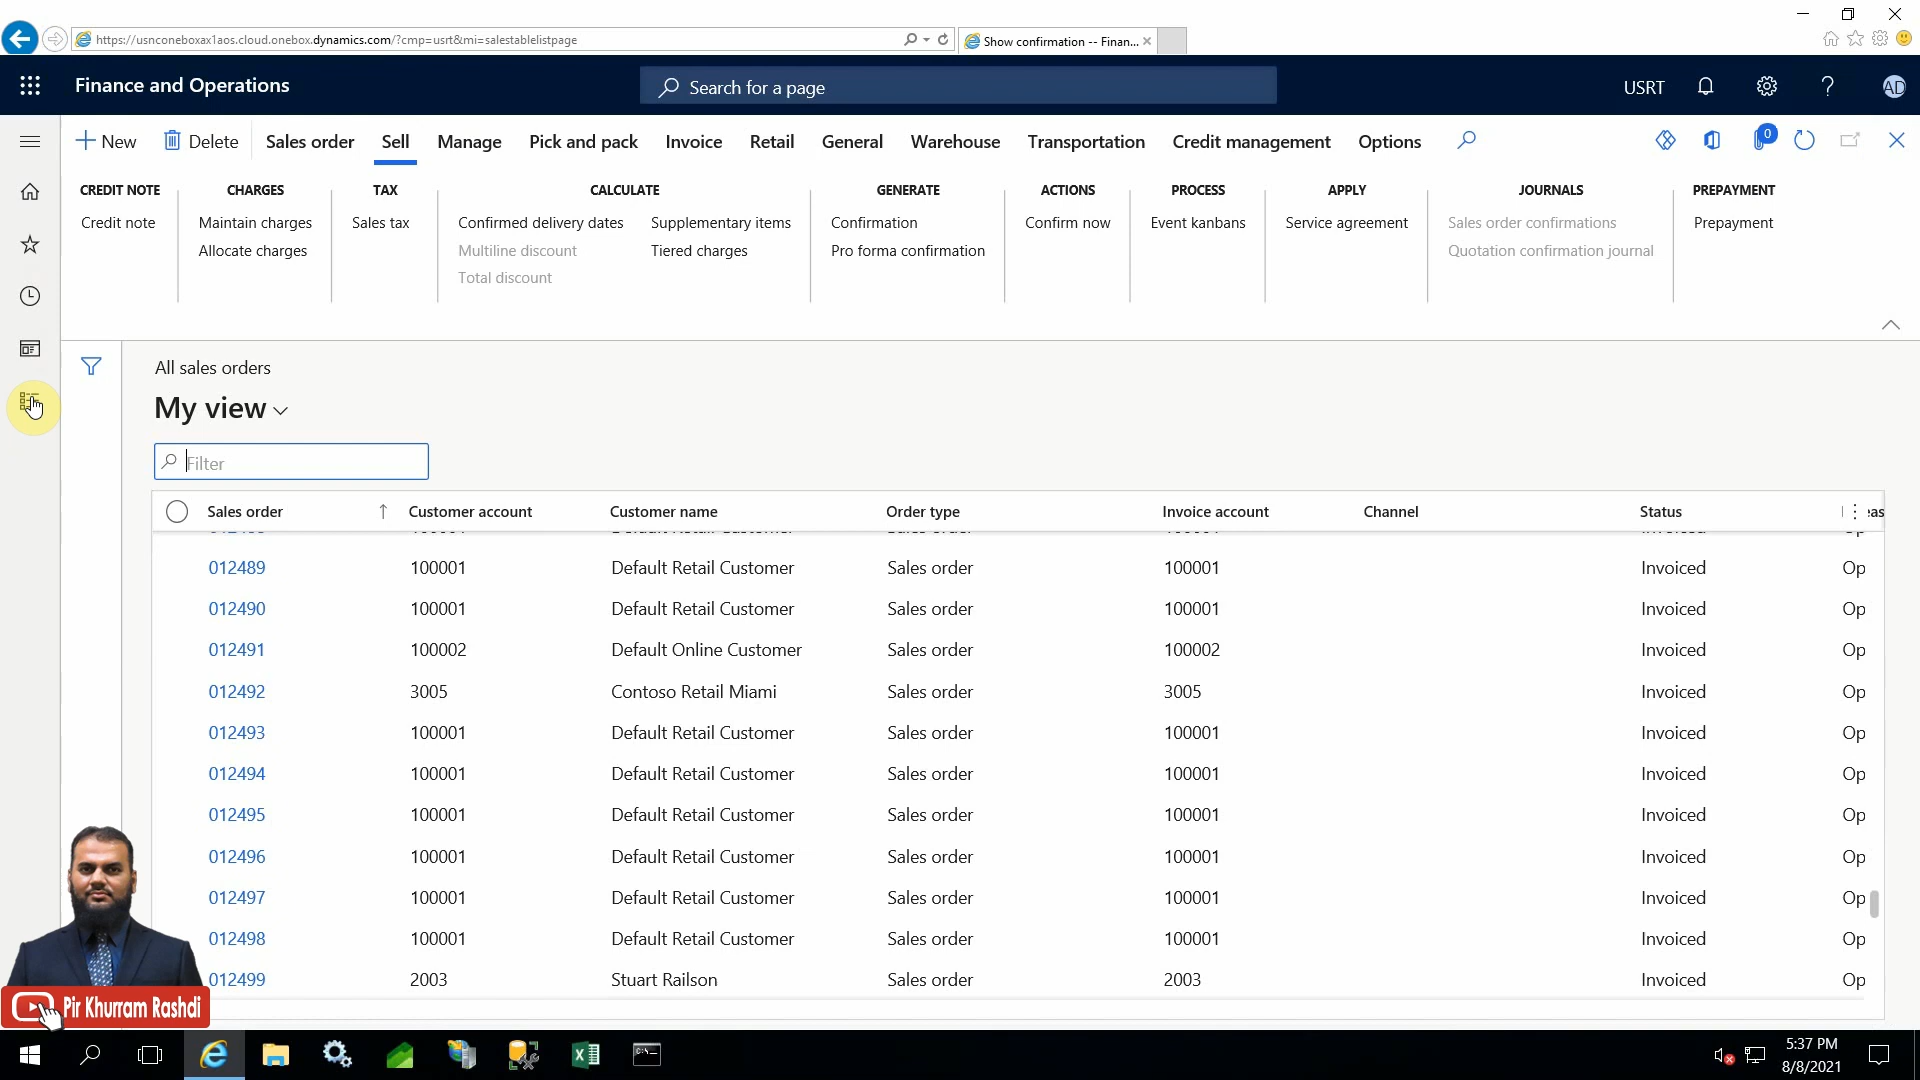 https://usnconeboxax1aos.cloud.onebox.dynamics.com/?cmp=usrt&mi=salestablelistpage
Show confirmation -- Finan...
Finance and Operations
Search for a page
USRT
AD
New
Delete
Sales order
Sell
Manage
Pick and pack
Invoice
Retail
General
Warehouse
Transportation
Credit management
Options
0
CREDIT NOTE
Credit note
CHARGES
Maintain charges
Allocate charges
TAX
Sales tax
CALCULATE
Confirmed delivery dates
Multiline discount
Total discount
Supplementary items
Tiered charges
GENERATE
Confirmation
Pro forma confirmation
ACTIONS
Confirm now
PROCESS
Event kanbans
APPLY
Service agreement
JOURNALS
Sales order confirmations
Quotation confirmation journal
PREPAYMENT
Prepayment
All sales orders
My view
Filter
Sales order Customer account Customer name Order type Invoice account Channel Status eas
012489 100001 Default Retail Customer Sales order 100001 Invoiced Op
012490 100001 Default Retail Customer Sales order 100001 Invoiced Op
012491 100002 Default Online Customer Sales order 100002 Invoiced Op
012492 3005 Contoso Retail Miami Sales order 3005 Invoiced Op
012493 100001 Default Retail Customer Sales order 100001 Invoiced Op
012494 100001 Default Retail Customer Sales order 100001 Invoiced Op
012495 100001 Default Retail Customer Sales order 100001 Invoiced Op
012496 100001 Default Retail Customer Sales order 100001 Invoiced Op
012497 100001 Default Retail Customer Sales order 100001 Invoiced Op
012498 100001 Default Retail Customer Sales order 100001 Invoiced Op
012499 2003 Stuart Railson Sales order 2003 Invoiced Op
Pir Khurram Rashdi
5:37 PM
8/8/2021